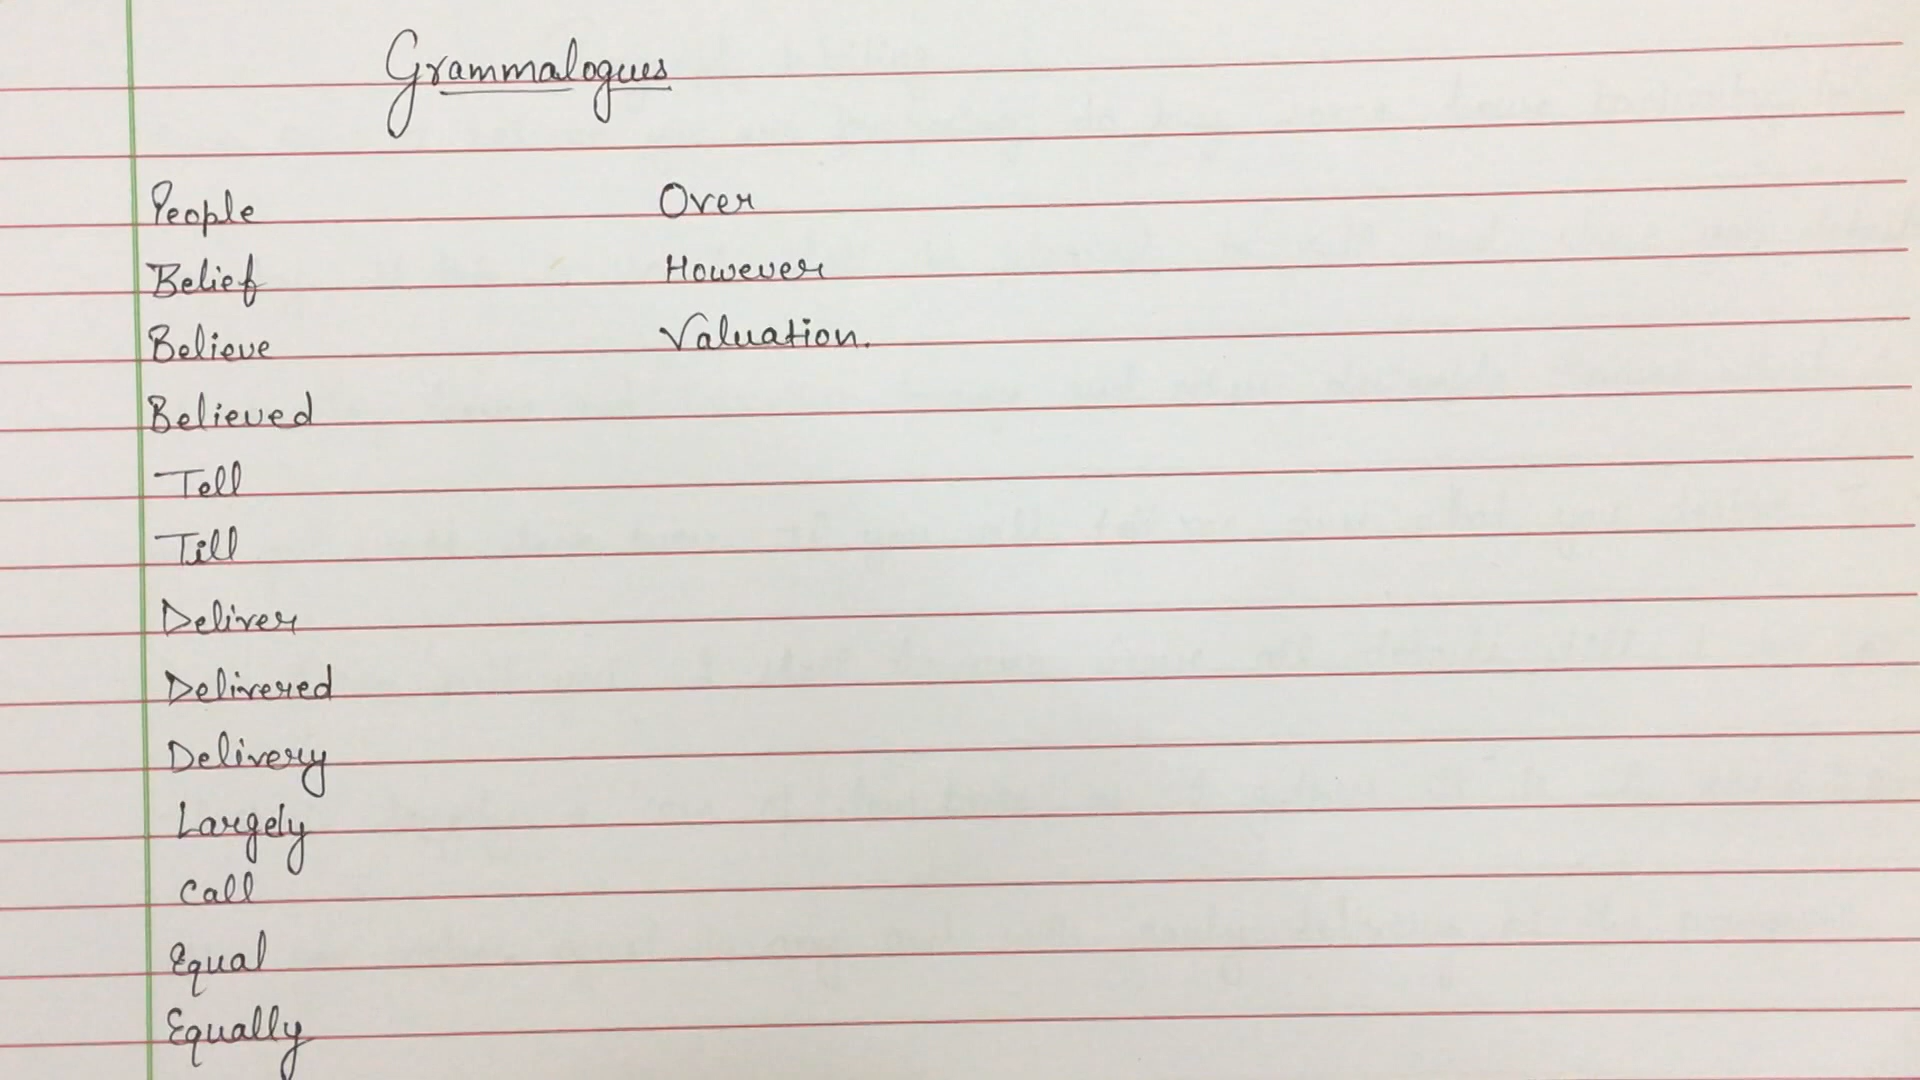 Grammalogues
People
Belief
Believe
Believed
Tell
Till
Deliver
Delivered
Delivery
Largely
Call
Equal
Equally
Over
However
Valuation.